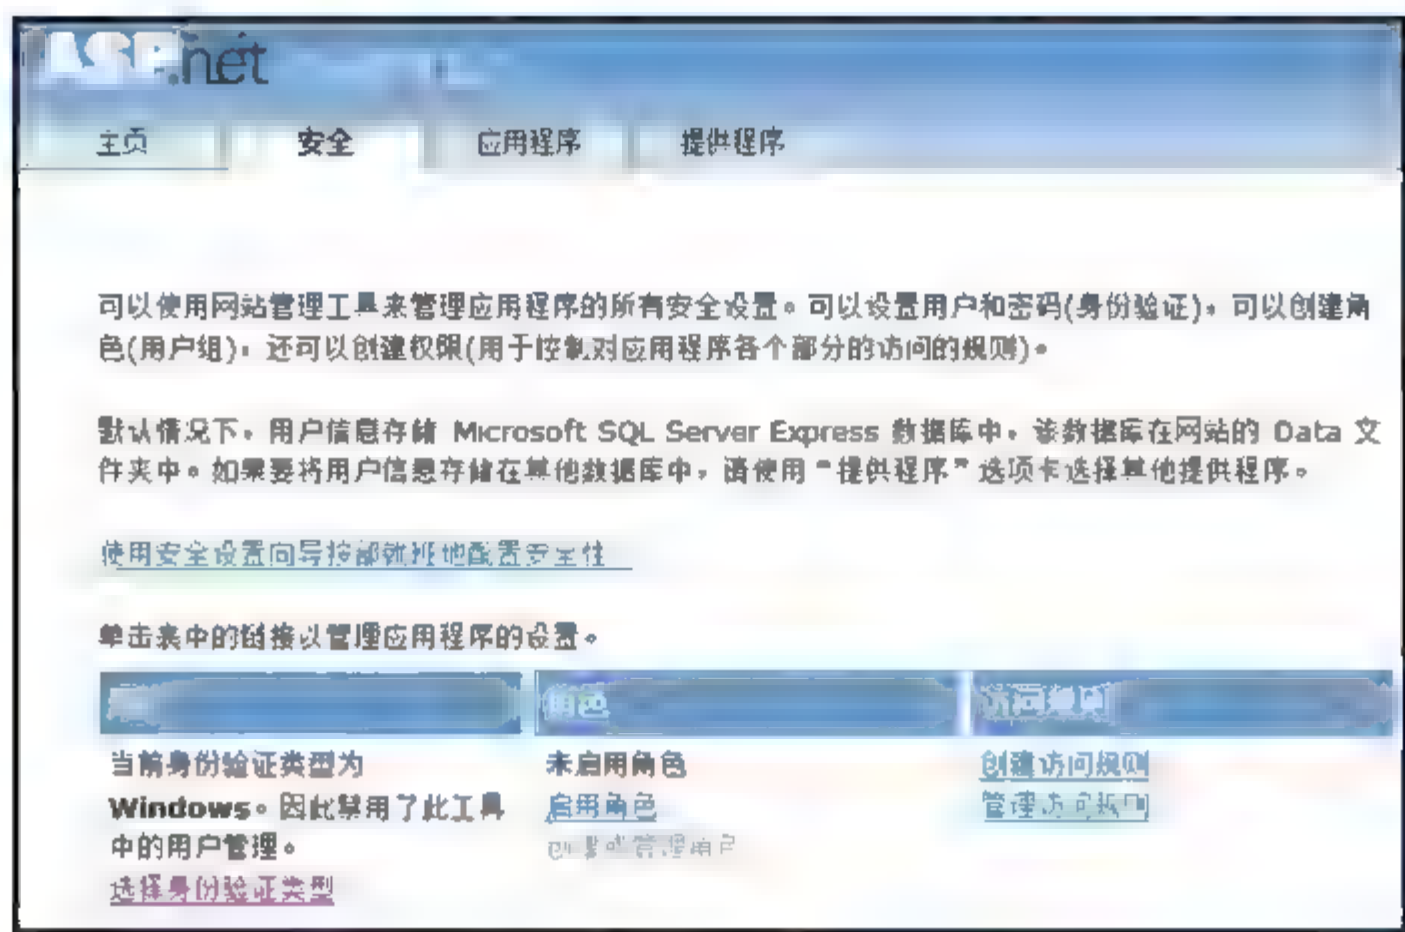 ASP.net
主页 安全 应用程序 提供程序
可以使用网站管理工具来管理应用程序的所有安全设置。可以设置用户和密码(身份验证)，可以创建角
色(用户组)，还可以创建权限(用于控制对应用程序各个部分的访问的规则)。
默认情况下，用户信息存储 Microsoft SQL Server Express 数据库中，该数据库在网站的 Data 文
件夹中。如果要将用户信息存储在其他数据库中，请使用“提供程序”选项卡选择其他提供程序。
使用安全设置向导按部就班地配置安全性
单击表中的链接以管理应用程序的设置。
角色 访问规则
当前身份验证类型为 未启用角色 创建访问规则
Windows。因此禁用了此工具 启用角色 管理访问规则
中的用户管理。 创建或管理角色
选择身份验证类型